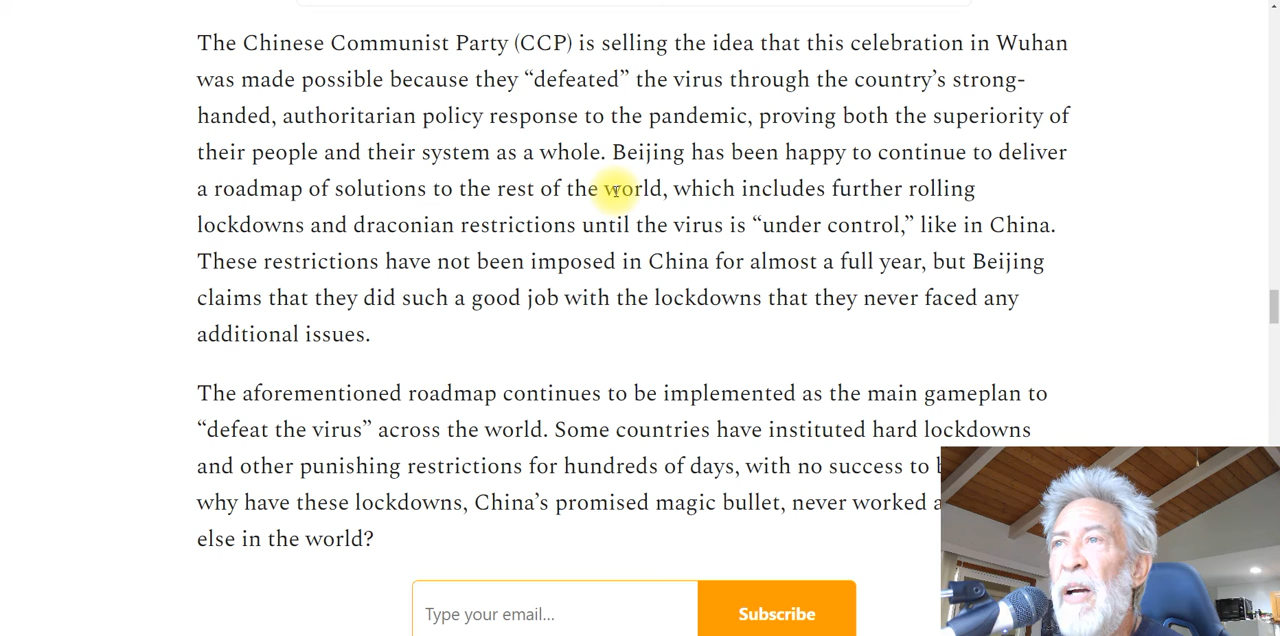 The Chinese Communist Party (CCP) is selling the idea that this celebration in Wuhan
was made possible because they “defeated” the virus through the country’s strong-
handed, authoritarian policy response to the pandemic, proving both the superiority of
their people and their system as a whole. Beijing has been happy to continue to deliver
a roadmap of solutions to the rest of the world, which includes further rolling
lockdowns and draconian restrictions until the virus is “under control,” like in China.
These restrictions have not been imposed in China for almost a full year, but Beijing
claims that they did such a good job with the lockdowns that they never faced any
additional issues.
The aforementioned roadmap continues to be implemented as the main gameplan to
“defeat the virus” across the world. Some countries have instituted hard lockdowns
and other punishing restrictions for hundreds of days, with no success to
why have these lockdowns, China’s promised magic bullet, never worked
else in the world?
Type your email...
Subscribe